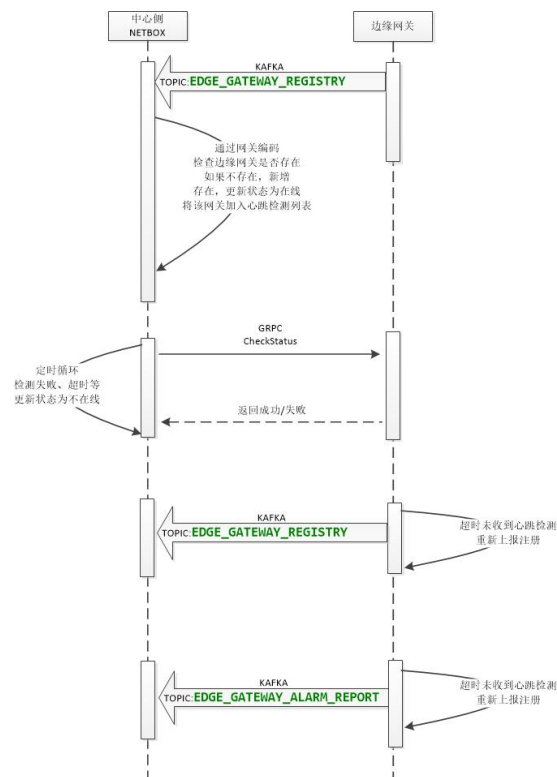 中心侧
NETBOX
边缘网关
KAFKA
TOPIC:EDGE_GATEWAY_REGISTRY
通过网关编码
检查边缘网关是否存在
如果不存在，新增
存在，更新状态为在线
将该网关加入心跳检测列表
GRPC
CheckStatus
定时循环
检测失败、超时等
更新状态为不在线
返回成功/失败
KAFKA
TOPIC:EDGE_GATEWAY_REGISTRY
超时未收到心跳检测
重新上报注册
KAFKA
TOPIC:EDGE_GATEWAY_ALARM_REPORT
超时未收到心跳检测
重新上报注册